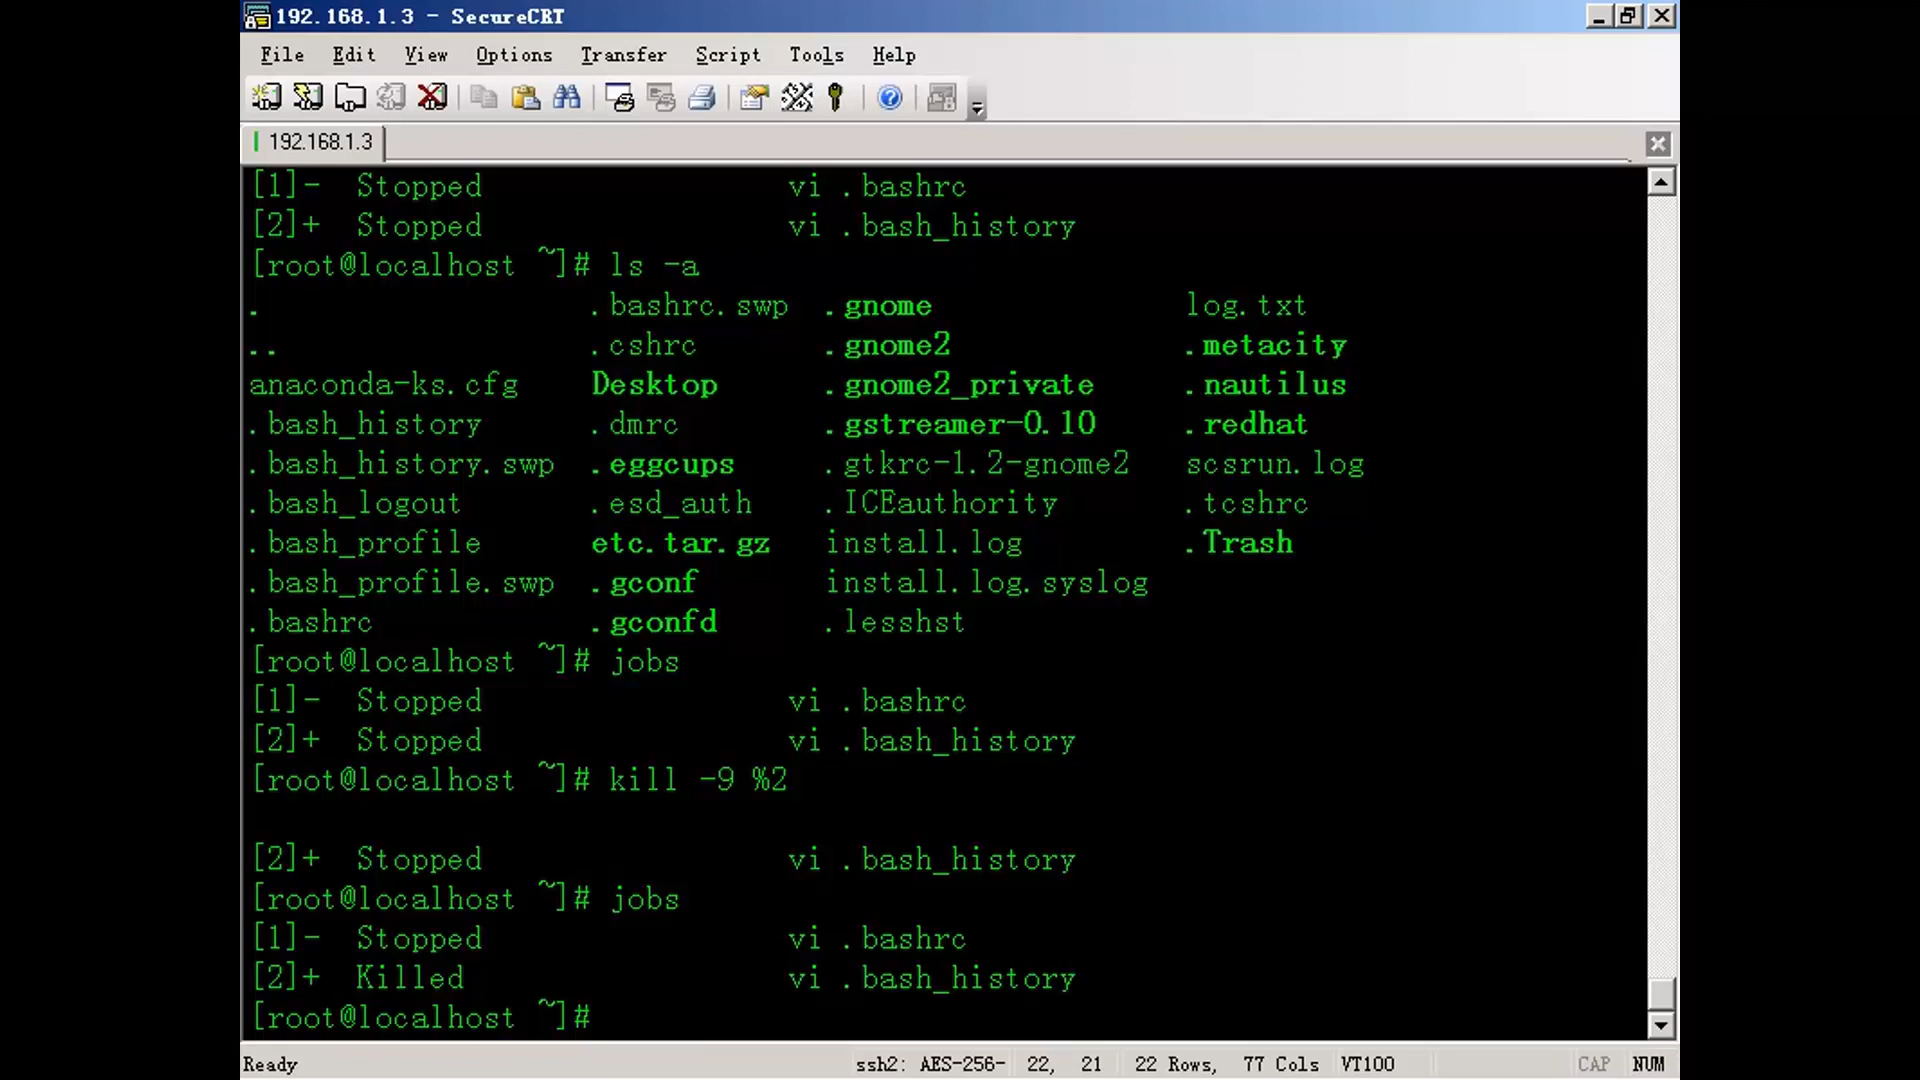 192.168.1.3 - SecureCRT
File Edit View Options Transfer Script Tools Help
192.168.1.3
[1]-  Stopped                 vi .bashrc
[2]+  Stopped                 vi .bash_history
[root@localhost ~]# ls -a
.                  .bashrc.swp  .gnome              log.txt
..                 .cshrc       .gnome2             .metacity
anaconda-ks.cfg    Desktop      .gnome2_private     .nautilus
.bash_history      .dmrc        .gstreamer-0.10     .redhat
.bash_history.swp  .eggcups     .gtkrc-1.2-gnome2   scsrun.log
.bash_logout       .esd_auth    .ICEauthority       .tcshrc
.bash_profile      etc.tar.gz   install.log         .Trash
.bash_profile.swp  .gconf       install.log.syslog
.bashrc            .gconfd      .lesshst
[root@localhost ~]# jobs
[1]-  Stopped                 vi .bashrc
[2]+  Stopped                 vi .bash_history
[root@localhost ~]# kill -9 %2
[2]+  Stopped                 vi .bash_history
[root@localhost ~]# jobs
[1]-  Stopped                 vi .bashrc
[2]+  Killed                  vi .bash_history
[root@localhost ~]#
Ready ssh2: AES-256- 22, 21 22 Rows, 77 Cols VT100 CAP NUM